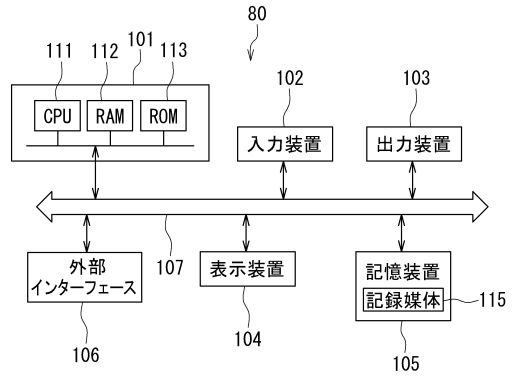 80
111 112 101 113
CPU RAM ROM
102
入力装置
103
出力装置
107
外部
インターフェース
106
表示装置
104
記憶装置
記録媒体
115
105